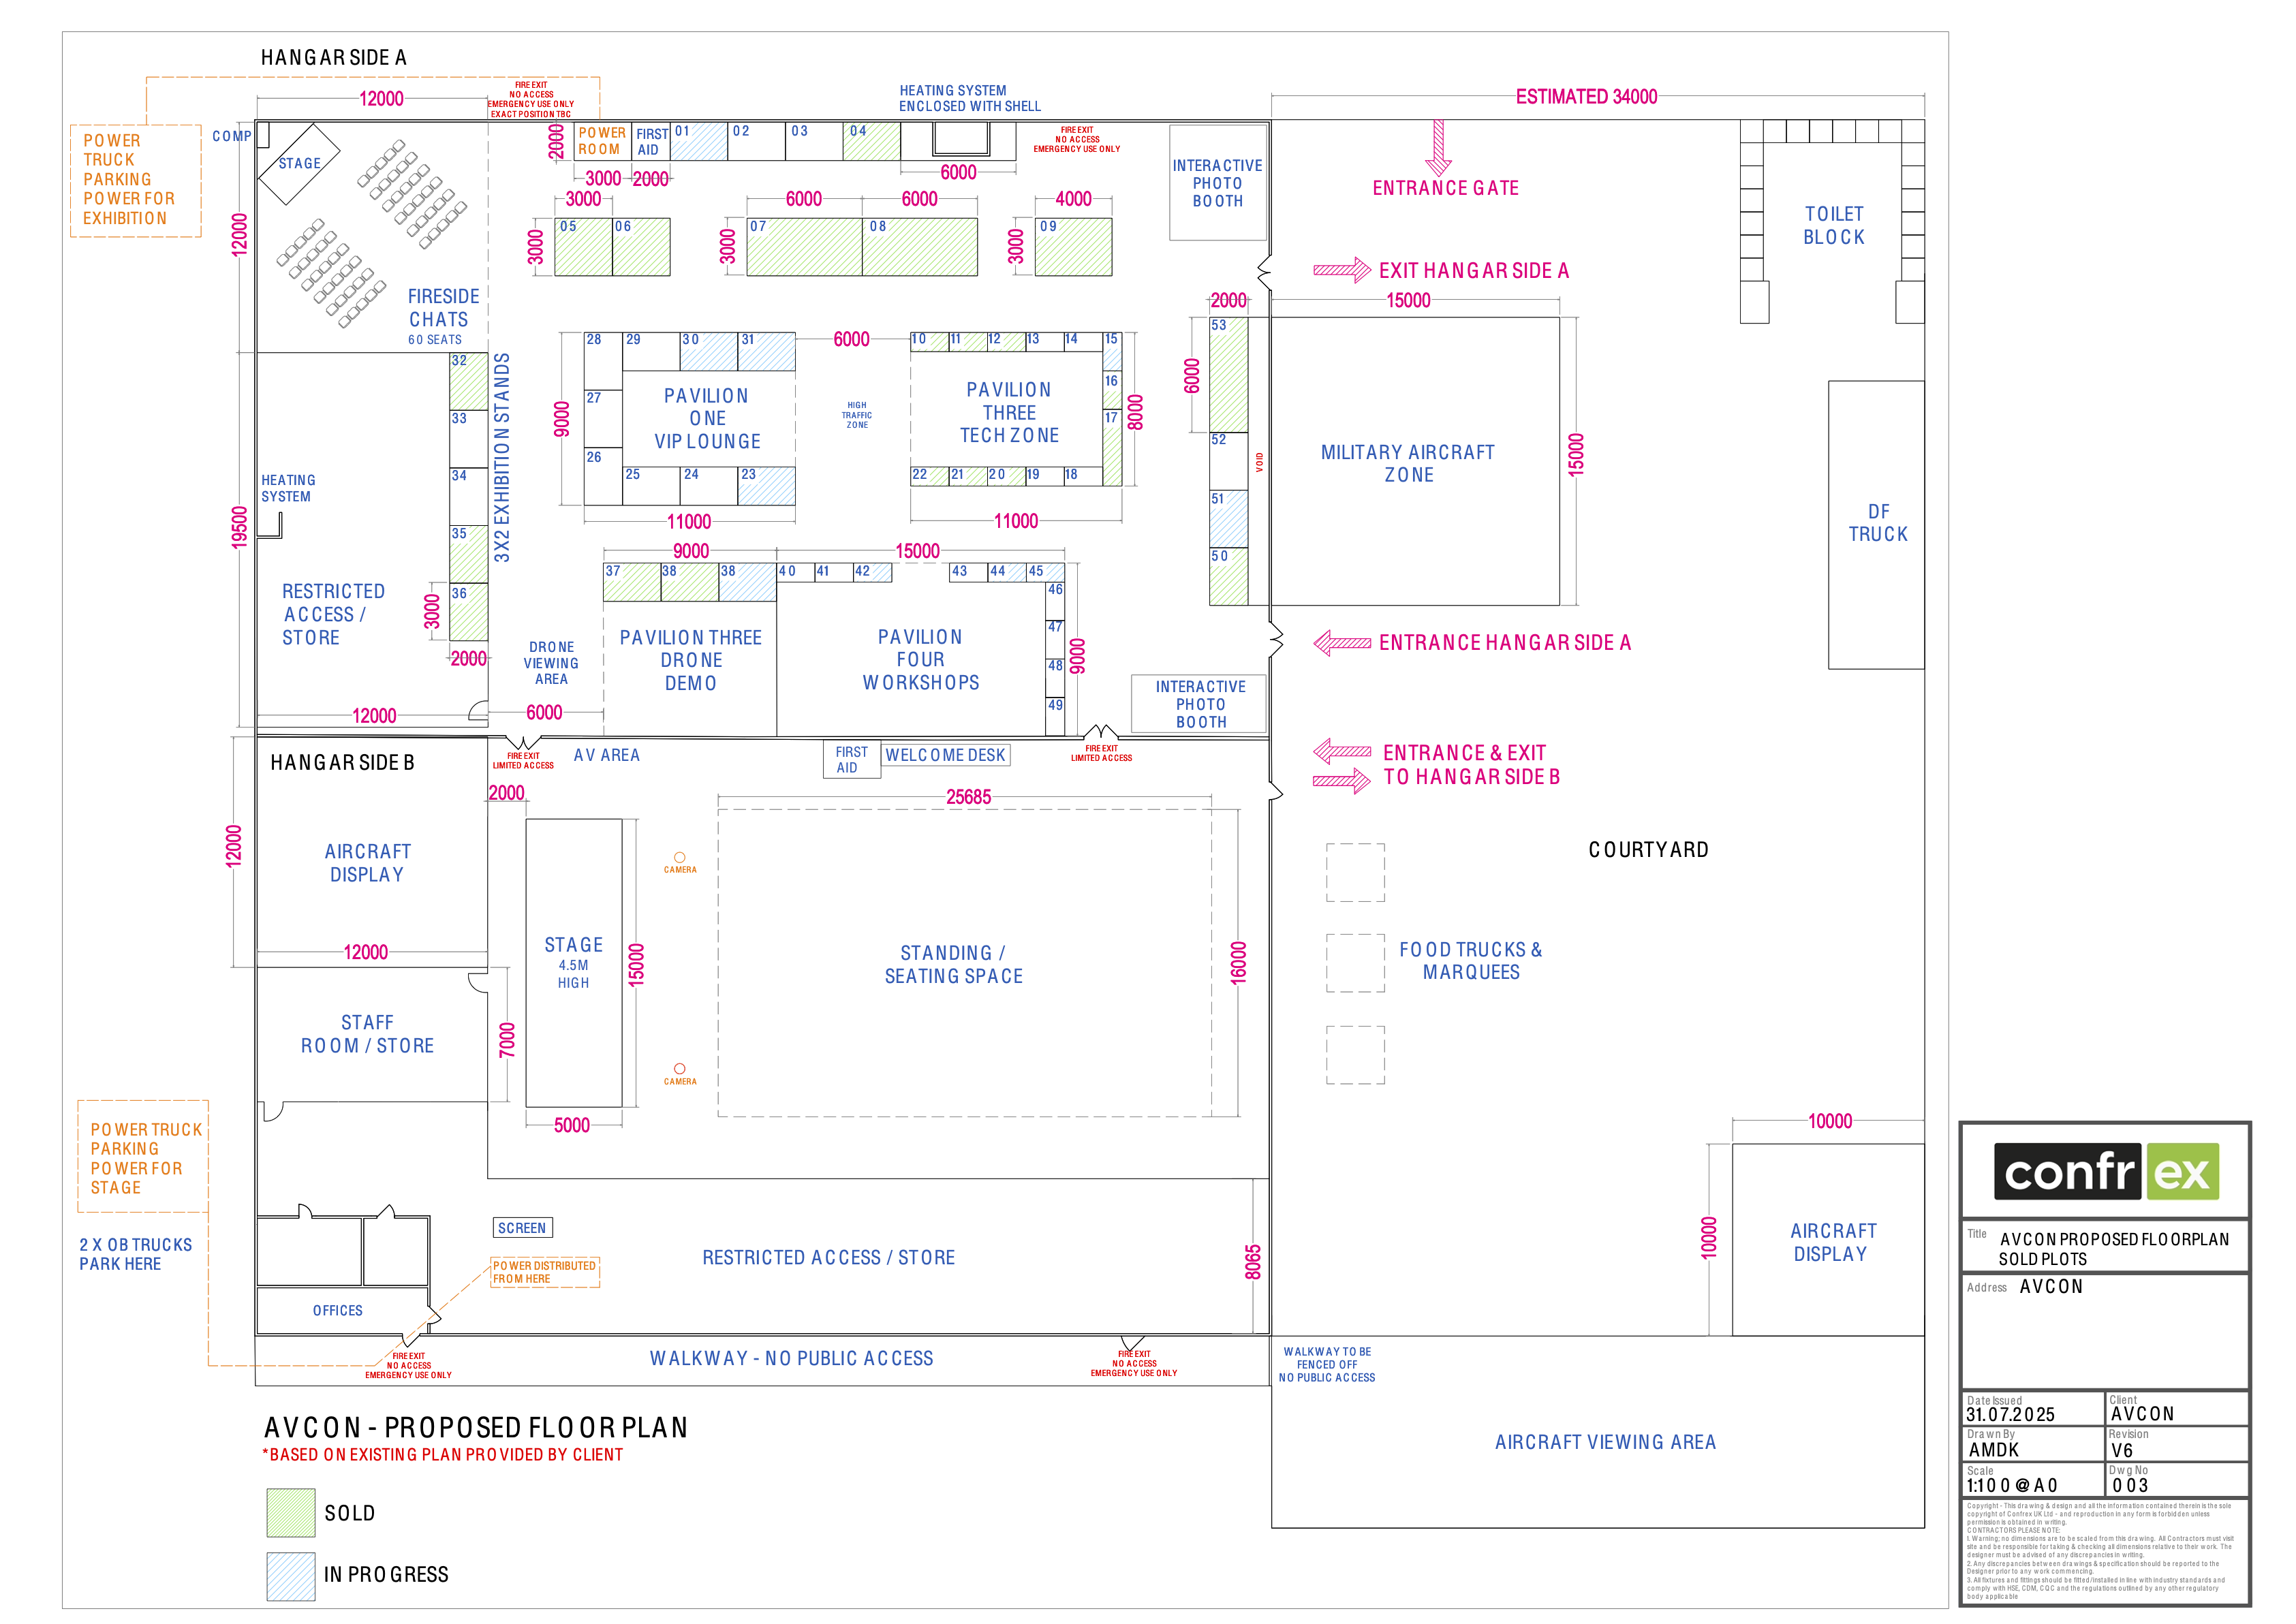 HANGAR SIDE A
12000
FIRE EXIT
NO ACCESS
EMERGENCY USE ONLY
EXACT POSITION TBC
HEATING SYSTEM
ENCLOSED WITH SHELL
ESTIMATED 34000
POWER
TRUCK
PARKING
POWER FOR
EXHIBITION
COMP
STAGE
2000
POWER
ROOM
FIRST
AID
01
02
03
04
FIRE EXIT
NO ACCESS
EMERGENCY USE ONLY
INTERACTIVE
PHOTO
BOOTH
ENTRANCE GATE
3000
2000
6000
3000
6000
6000
4000
12000
3000
05
06
3000
07
08
3000
09
TOILET
BLOCK
EXIT HANGAR SIDE A
FIRESIDE
CHATS
60 SEATS
2000
15000
28
29
30
31
6000
10
11
12
13
14
15
53
32
3X2 EXHIBITION STANDS
16
6000
9000
27
PAVILION
ONE
VIP LOUNGE
HIGH
TRAFFIC
ZONE
PAVILION
THREE
TECH ZONE
17
8000
33
52
VOID
MILITARY AIRCRAFT
ZONE
15000
26
25
24
23
22
21
20
19
18
34
HEATING
SYSTEM
51
11000
11000
19500
35
DF
TRUCK
9000
15000
50
37
38
38
40
41
42
43
44
45
46
RESTRICTED
ACCESS /
STORE
3000
36
47
DRONE
VIEWING
AREA
PAVILION THREE
DRONE
DEMO
PAVILION
FOUR
WORKSHOPS
9000
48
49
ENTRANCE HANGAR SIDE A
2000
INTERACTIVE
PHOTO
BOOTH
12000
6000
HANGAR SIDE B
FIRE EXIT
LIMITED ACCESS
AV AREA
FIRST
AID
WELCOME DESK
FIRE EXIT
LIMITED ACCESS
ENTRANCE & EXIT
TO HANGAR SIDE B
2000
25685
12000
AIRCRAFT
DISPLAY
CAMERA
COURTYARD
12000
STAGE
4.5M
HIGH
15000
STANDING /
SEATING SPACE
16000
FOOD TRUCKS &
MARQUEES
STAFF
ROOM / STORE
7000
CAMERA
5000
10000
POWER TRUCK
PARKING
POWER FOR
STAGE
2 X OB TRUCKS
PARK HERE
SCREEN
POWER DISTRIBUTED
FROM HERE
RESTRICTED ACCESS / STORE
8065
10000
AIRCRAFT
DISPLAY
OFFICES
FIRE EXIT
NO ACCESS
EMERGENCY USE ONLY
WALKWAY - NO PUBLIC ACCESS
FIRE EXIT
NO ACCESS
EMERGENCY USE ONLY
WALKWAY TO BE
FENCED OFF
NO PUBLIC ACCESS
AIRCRAFT VIEWING AREA
AVCON - PROPOSED FLOOR PLAN
*BASED ON EXISTING PLAN PROVIDED BY CLIENT
SOLD
IN PROGRESS
confrex
Title
AVCON PROPOSED FLOORPLAN
SOLD PLOTS
Address
AVCON
Date Issued
31.07.2025
Client
AVCON
Drawn By
AMDK
Revision
V6
Scale
1:100 @ A0
Dwg No
003
Copyright - This drawing & design and all the information contained therein is the sole
copyright of Confrex UK Ltd - and reproduction in any form is forbidden unless
permission is obtained in writing.
CONTRACTORS PLEASE NOTE:
1. Warning; no dimensions are to be scaled from this drawing. All Contractors must visit
site and be responsible for taking & checking all dimensions relative to their work. The
designer must be advised of any discrepancies in writing.
2. Any discrepancies between drawings & specification should be reported to the
Designer prior to any work commencing.
3. All fixtures and fittings should be fitted/installed in line with industry standards and
comply with HSE, CDM, CQC and the regulations outlined by any other regulatory
body applicable